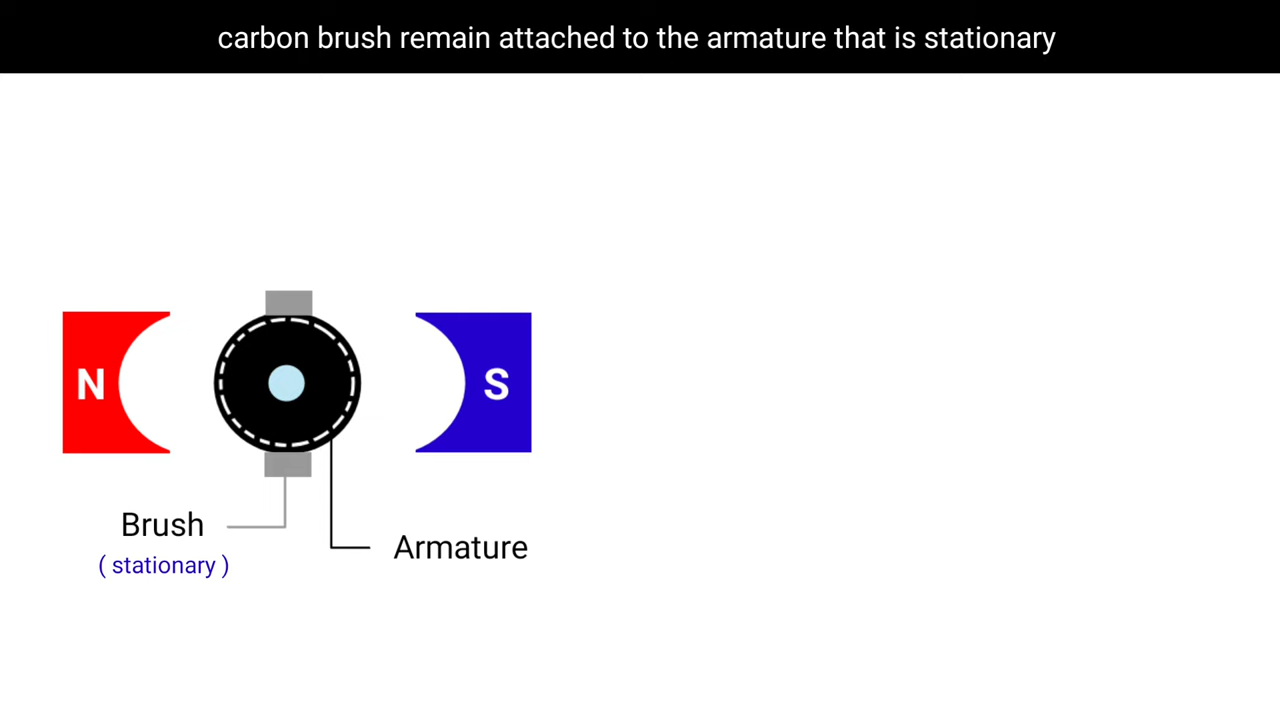 carbon brush remain attached to the armature that is stationary
N
S
Brush
( stationary )
Armature